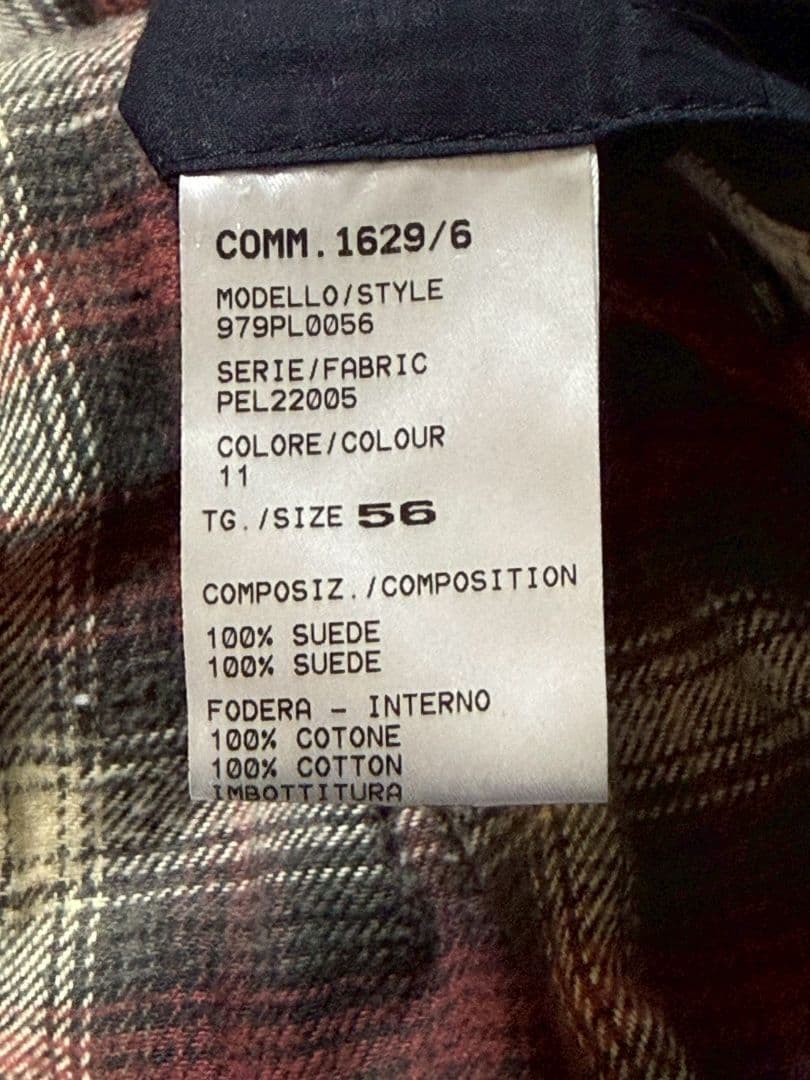 COMM.1629/6
MODELLO/STYLE
979PL0056
SERIE/FABRIC
PEL22005
COLORE/COLOUR
11
TG./SIZE 56
COMPOSIZ./COMPOSITION
100% SUEDE
100% SUEDE
FODERA - INTERNO
100% COTONE
100% COTTON
IMBOTTITURA